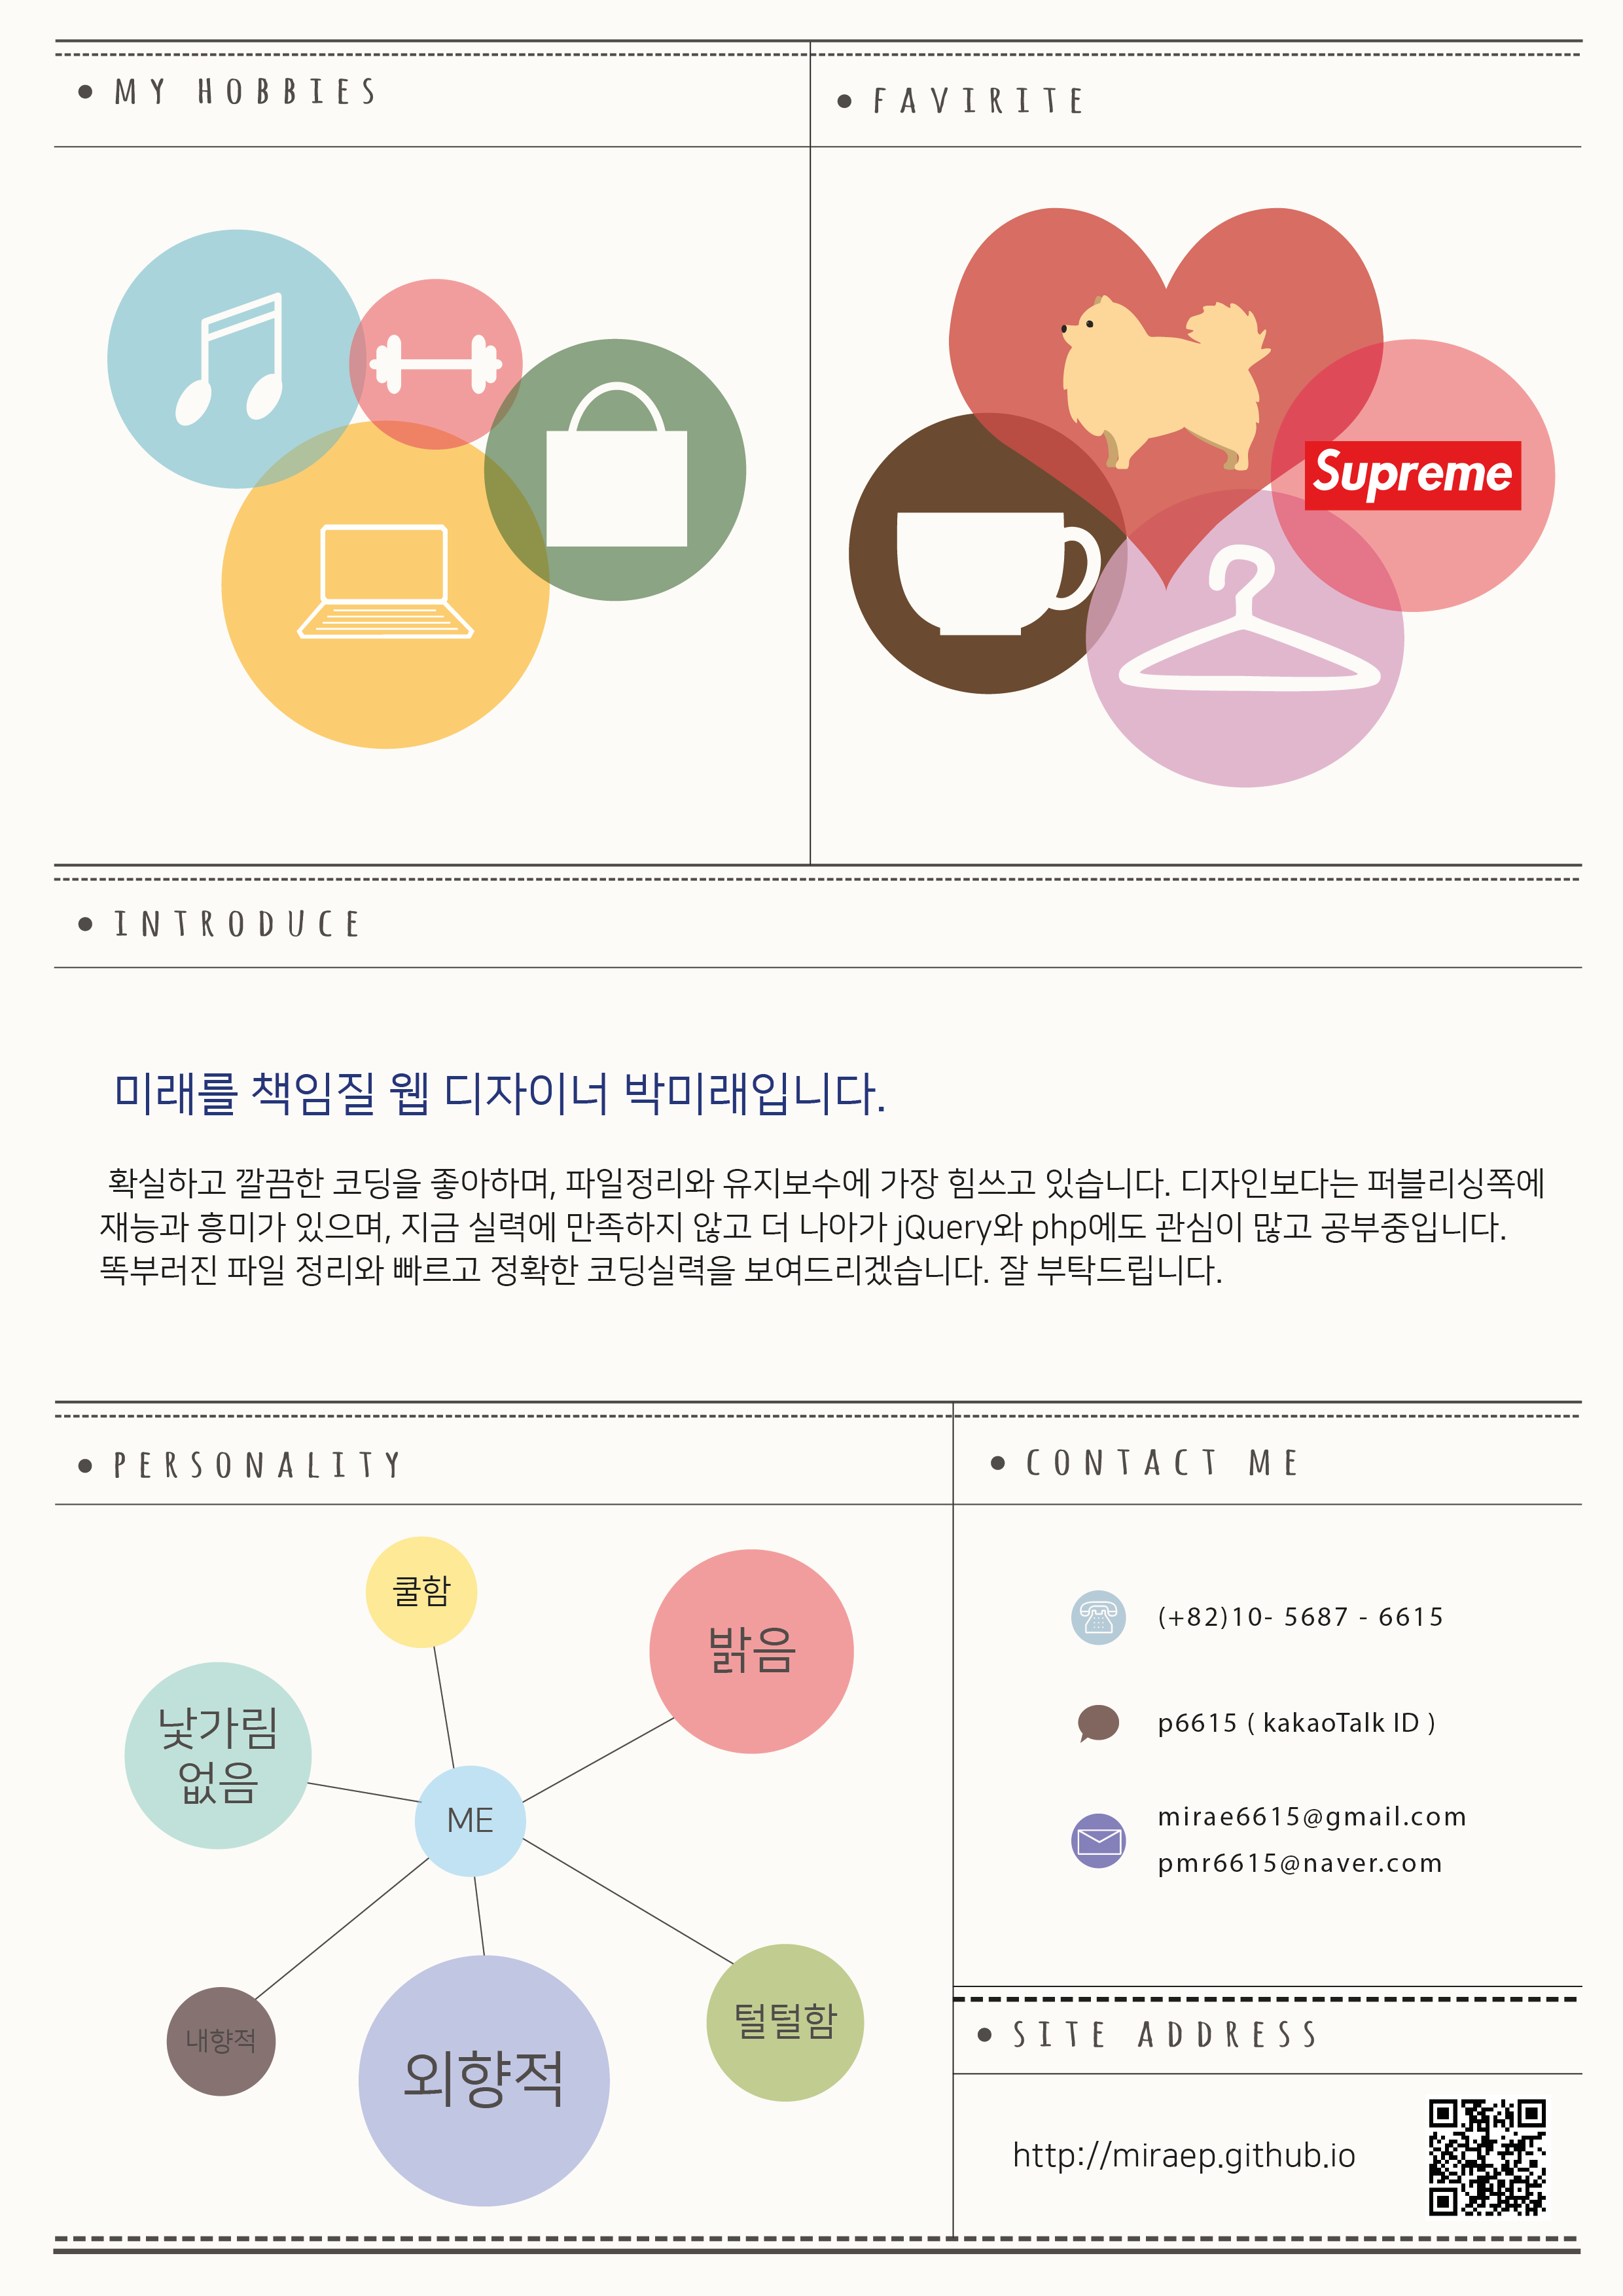 MY HOBBIES
FAVIRITE
Supreme
INTRODUCE
미래를 책임질 웹 디자이너 박미래입니다.
확실하고 깔끔한 코딩을 좋아하며, 파일정리와 유지보수에 가장 힘쓰고 있습니다. 디자인보다는 퍼블리싱쪽에
재능과 흥미가 있으며, 지금 실력에 만족하지 않고 더 나아가 jQuery와 php에도 관심이 많고 공부중입니다.
똑부러진 파일 정리와 빠르고 정확한 코딩실력을 보여드리겠습니다. 잘 부탁드립니다.
PERSONALITY
쿨함
밝음
낯가림
없음
ME
내향적
외향적
털털함
CONTACT ME
(+82)10- 5687 - 6615
p6615 ( kakaoTalk ID )
mirae6615@gmail.com
pmr6615@naver.com
SITE ADDRESS
http://miraep.github.io